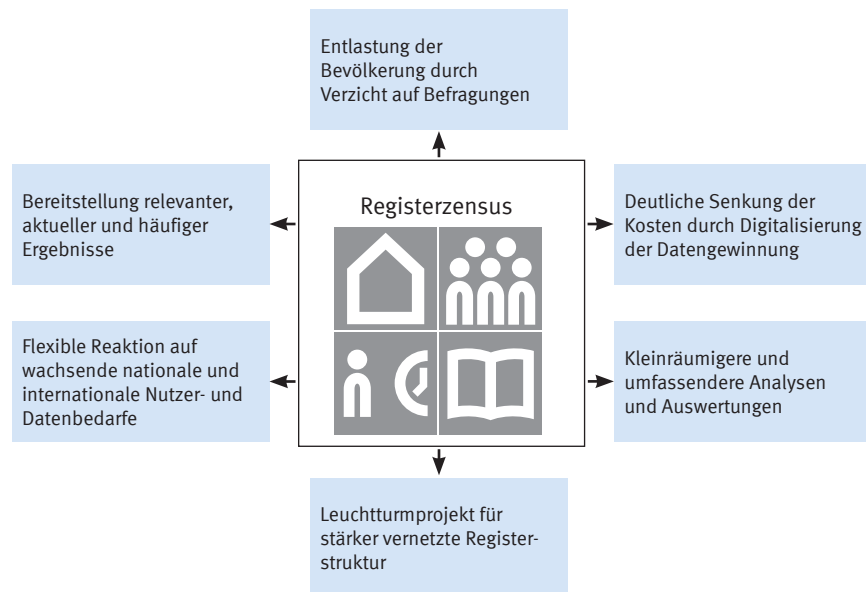 Entlastung der
Bevölkerung durch
Verzicht auf Befragungen
Bereitstellung relevanter,
aktueller und häufiger
Ergebnisse
Registerzensus
Deutliche Senkung der
Kosten durch Digitalisierung
der Datengewinnung
Flexible Reaktion auf
wachsende nationale und
internationale Nutzer- und
Datenbedarfe
Kleinräumigere und
umfassendere Analysen
und Auswertungen
Leuchtturmprojekt für
stärker vernetzte Register-
struktur